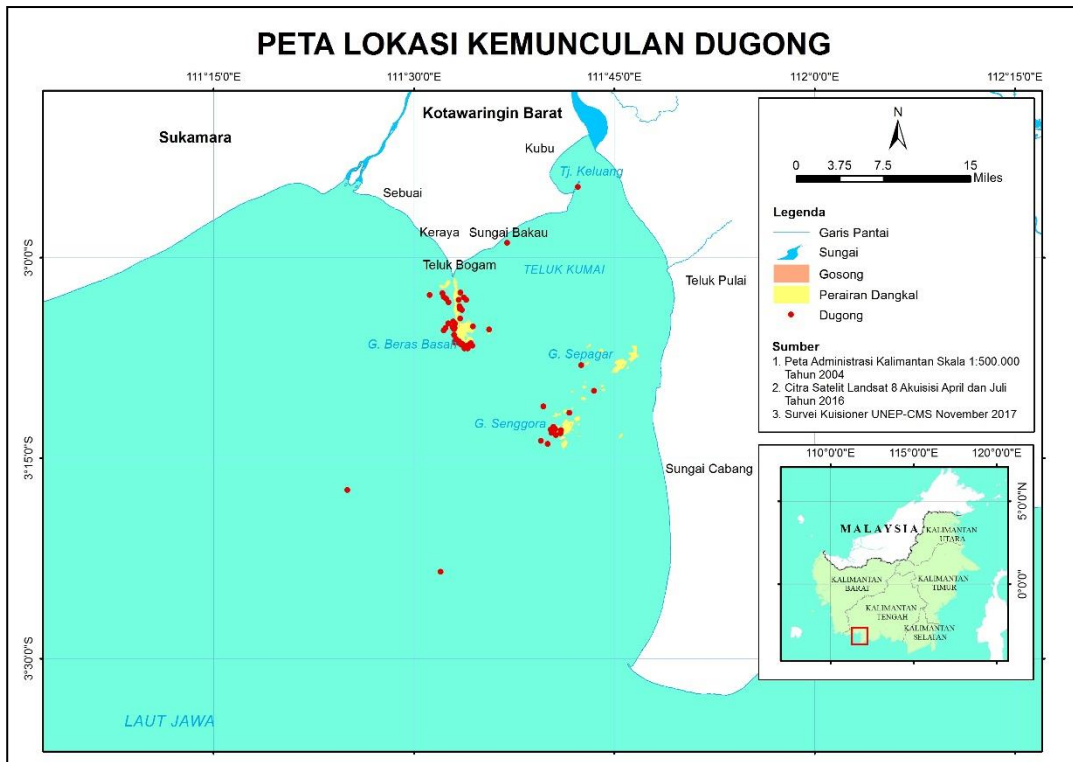 PETA LOKASI KEMUNCULAN DUGONG
111°15'0"E
111°30'0"E
111°45'0"E
112°0'0"E
112°15'0"E
Sukamara
Kotawaringin Barat
Kubu
Tj. Keluang
Sebuai
Keraya
Sungai Bakau
3°0'0"S
Teluk Bogam
TELUK KUMAI
Teluk Pulai
G. Beras Basah
G. Sepagar
G. Senggora
3°15'0"S
Sungai Cabang
3°30'0"S
LAUT JAWA
N
0 3.75 7.5 15
Miles
Legenda
Garis Pantai
Sungai
Gosong
Perairan Dangkal
Dugong
Sumber
1. Peta Administrasi Kalimantan Skala 1:500.000
Tahun 2004
2. Citra Satelit Landsat 8 Akuisisi April dan Juli
Tahun 2016
3. Survei Kuisioner UNEP-CMS November 2017
110°0'0"E
115°0'0"E
120°0'0"E
5°0'0"N
0°0'0"
MALAYSIA
KALIMANTAN
UTARA
KALIMANTAN
BARAT
KALIMANTAN
TIMUR
KALIMANTAN
TENGAH
KALIMANTAN
SELATAN